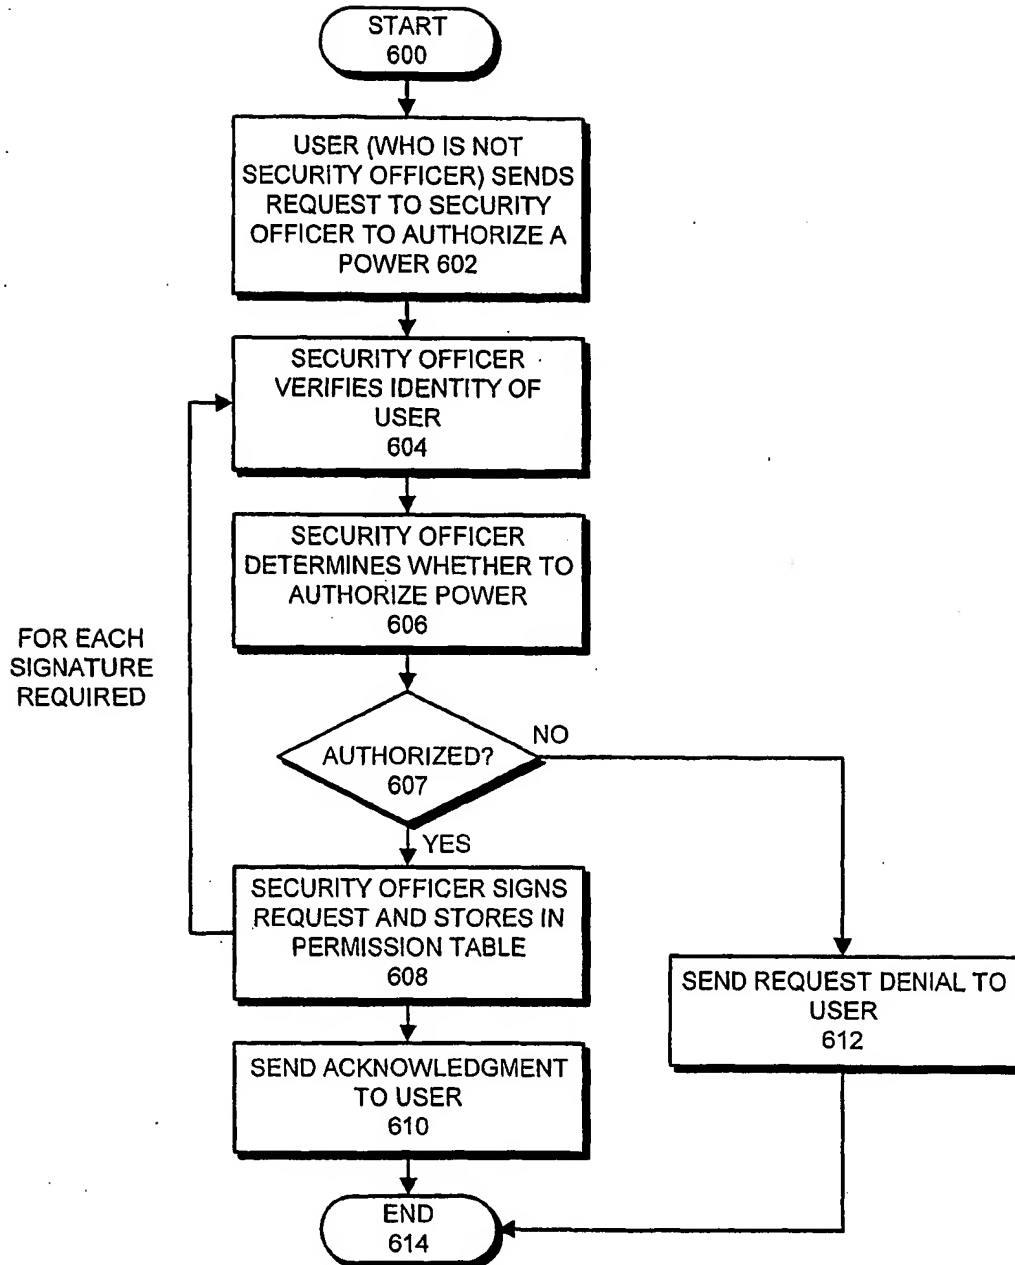 START
600
USER (WHO IS NOT
SECURITY OFFICER) SENDS
REQUEST TO SECURITY
OFFICER TO AUTHORIZE A
POWER 602
SECURITY OFFICER
VERIFIES IDENTITY OF
USER
604
SECURITY OFFICER
DETERMINES WHETHER TO
AUTHORIZE POWER
606
FOR EACH
SIGNATURE
REQUIRED
AUTHORIZED?
607
NO
YES
SECURITY OFFICER SIGNS
REQUEST AND STORES IN
PERMISSION TABLE
608
SEND REQUEST DENIAL TO
USER
612
SEND ACKNOWLEDGMENT
TO USER
610
END
614